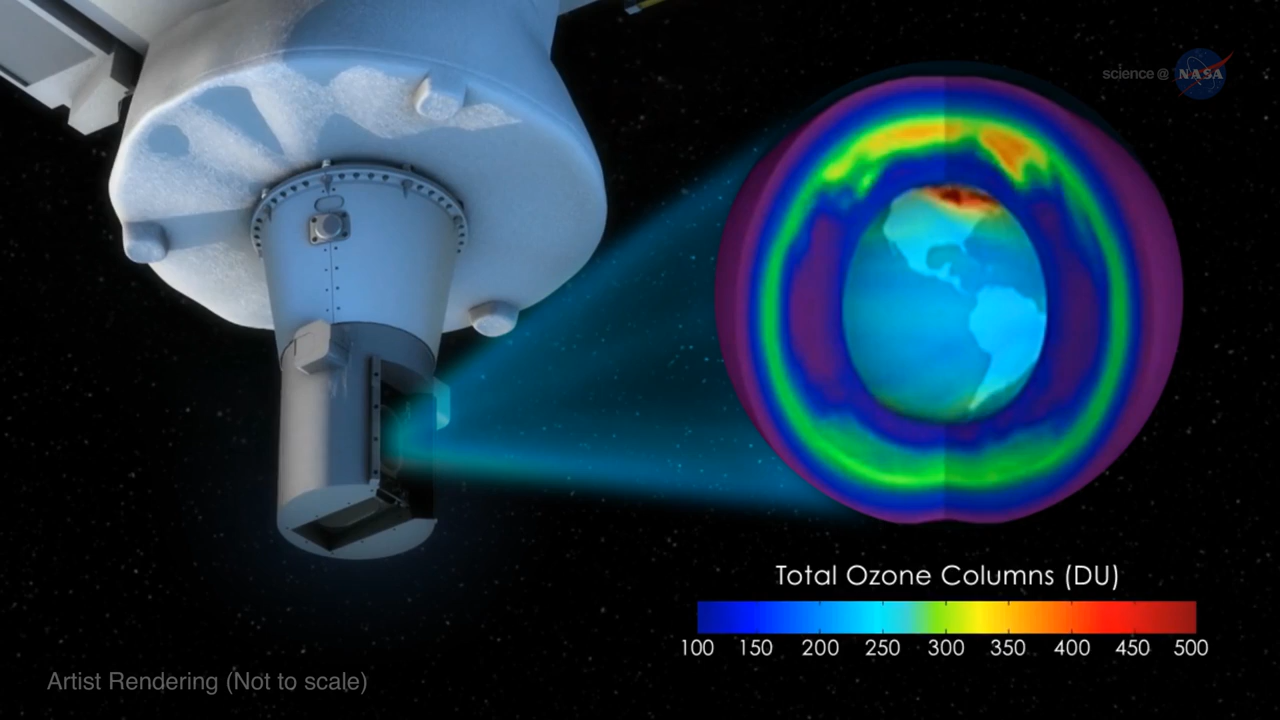 science @ NASA
Total Ozone Columns (DU)
100 150 200 250 300 350 400 450 500
Artist Rendering (Not to scale)